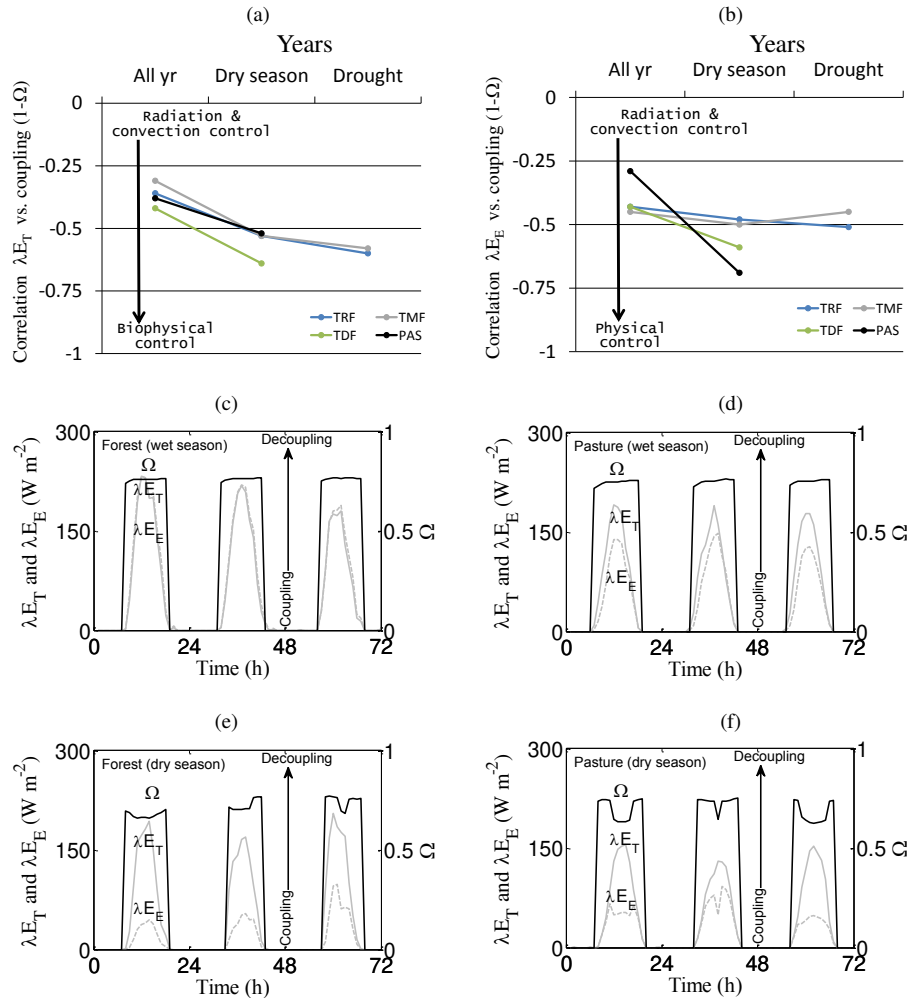 (a)
Years
All yr Dry season Drought
0
-0.25
-0.5
-0.75
-1
Correlation λE_T vs. coupling (1-Ω)
Radiation &
convection control
Biophysical
control
TRF TMF
TDF PAS
(b)
Years
All yr Dry season Drought
0
-0.25
-0.5
-0.75
-1
Correlation λE_E vs. coupling (1-Ω)
Radiation &
convection control
Physical
control
TRF TMF
TDF PAS
(c)
300
150
0
λE_T and λE_E (W m-2)
Forest (wet season)
Decoupling
Coupling
Ω
λE_T
λE_E
1
0.5
0
Ω
0 24 48 72
Time (h)
(d)
300
150
0
λE_T and λE_E (W m-2)
Pasture (wet season)
Decoupling
Coupling
Ω
λE_T
λE_E
1
0.5
0
Ω
0 24 48 72
Time (h)
(e)
300
150
0
λE_T and λE_E (W m-2)
Forest (dry season)
Decoupling
Coupling
Ω
λE_T
λE_E
1
0.5
0
Ω
0 24 48 72
Time (h)
(f)
300
150
0
λE_T and λE_E (W m-2)
Pasture (dry season)
Decoupling
Coupling
Ω
λE_T
λE_E
1
0.5
0
Ω
0 24 48 72
Time (h)